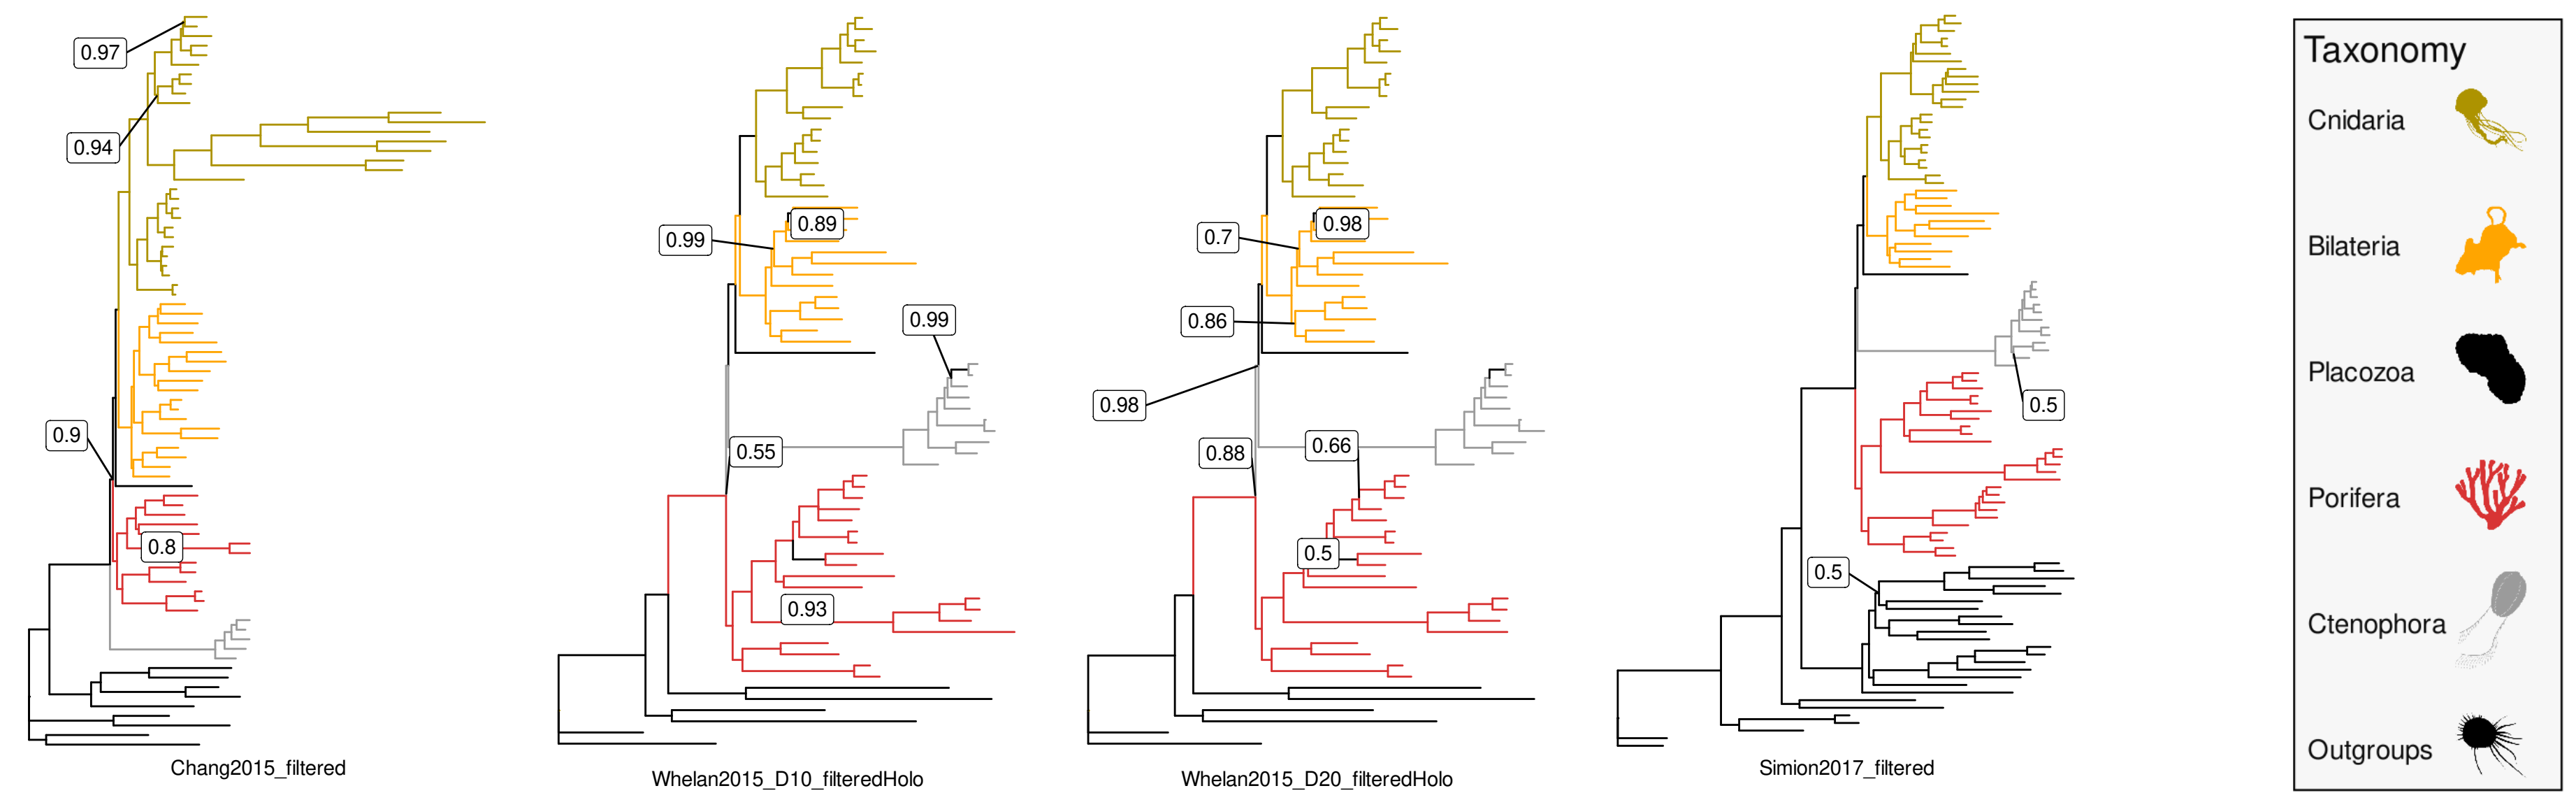 0.97
0.94
0.9
0.8
Chang2015_filtered
0.89
0.99
0.99
0.55
0.93
Whelan2015_D10_filteredHolo
0.98
0.7
0.86
0.98
0.88
0.66
0.5
Whelan2015_D20_filteredHolo
0.5
0.5
Simion2017_filtered
Taxonomy
Cnidaria
Bilateria
Placozoa
Porifera
Ctenophora
Outgroups